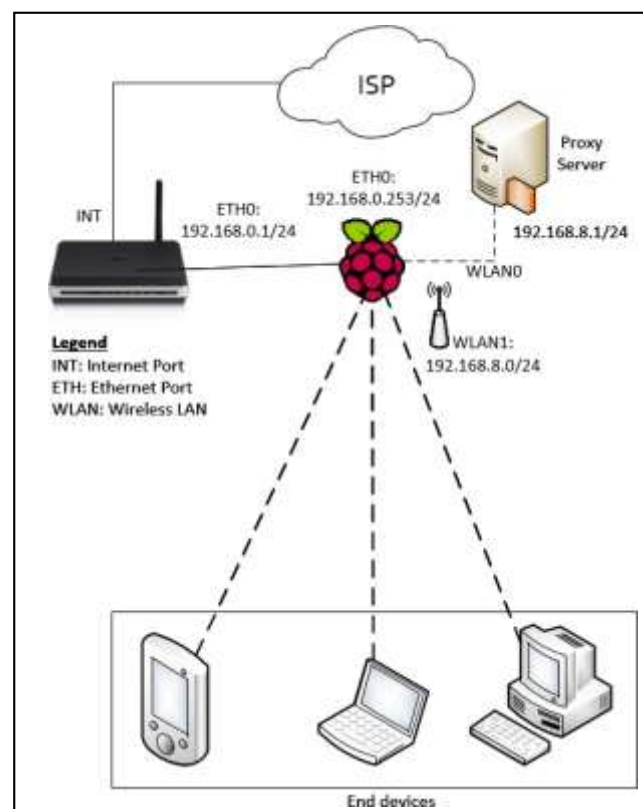 ISP
Proxy
Server
ETH0:
192.168.0.253/24
INT
ETH0:
192.168.0.1/24
192.168.8.1/24
WLAN0
Legend
INT: Internet Port
ETH: Ethernet Port
WLAN: Wireless LAN
WLAN1:
192.168.8.0/24
End devices